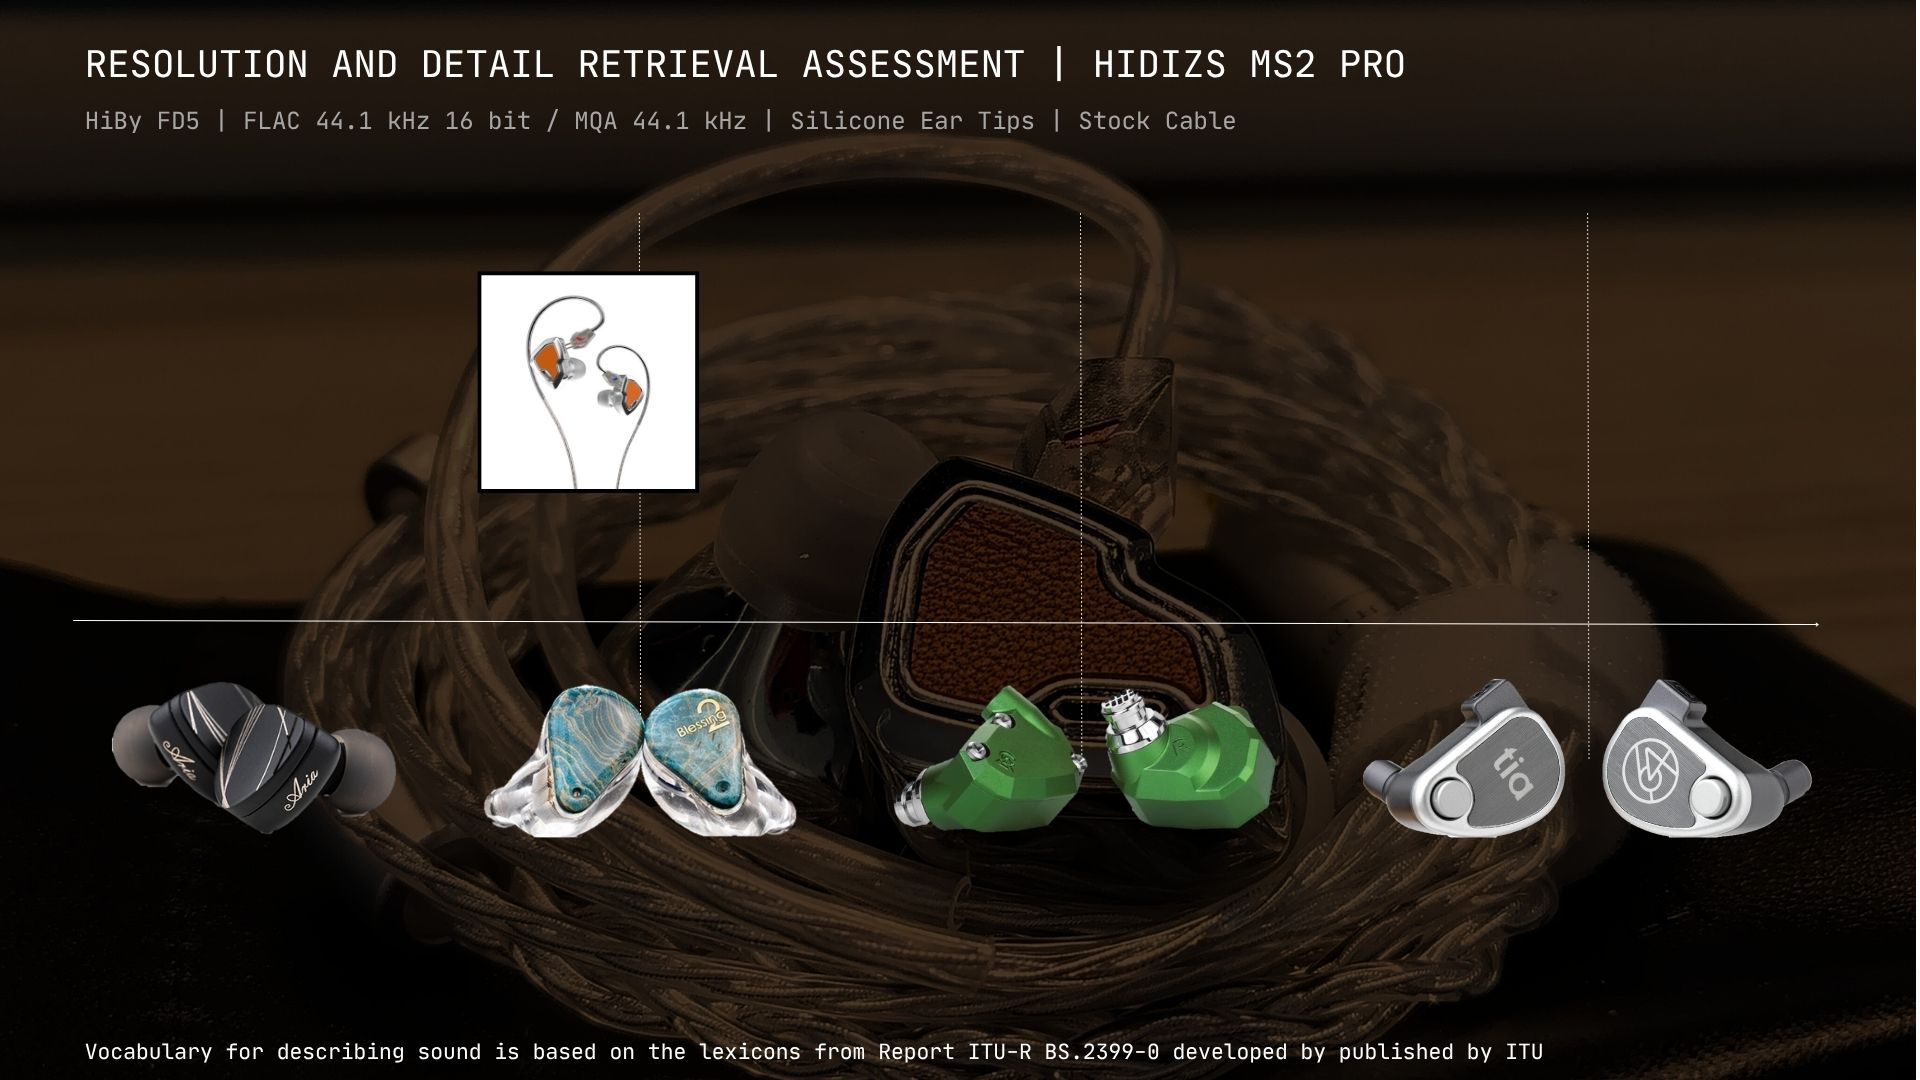 RESOLUTION AND DETAIL RETRIEVAL ASSESSMENT | HIDIZS MS2 PRO
HiBy FD5 | FLAC 44.1 kHz 16 bit / MQA 44.1 kHz | Silicone Ear Tips | Stock Cable
Aria
Aria
Blessing
2
tia
Vocabulary for describing sound is based on the lexicons from Report ITU-R BS.2399-0 developed by published by ITU